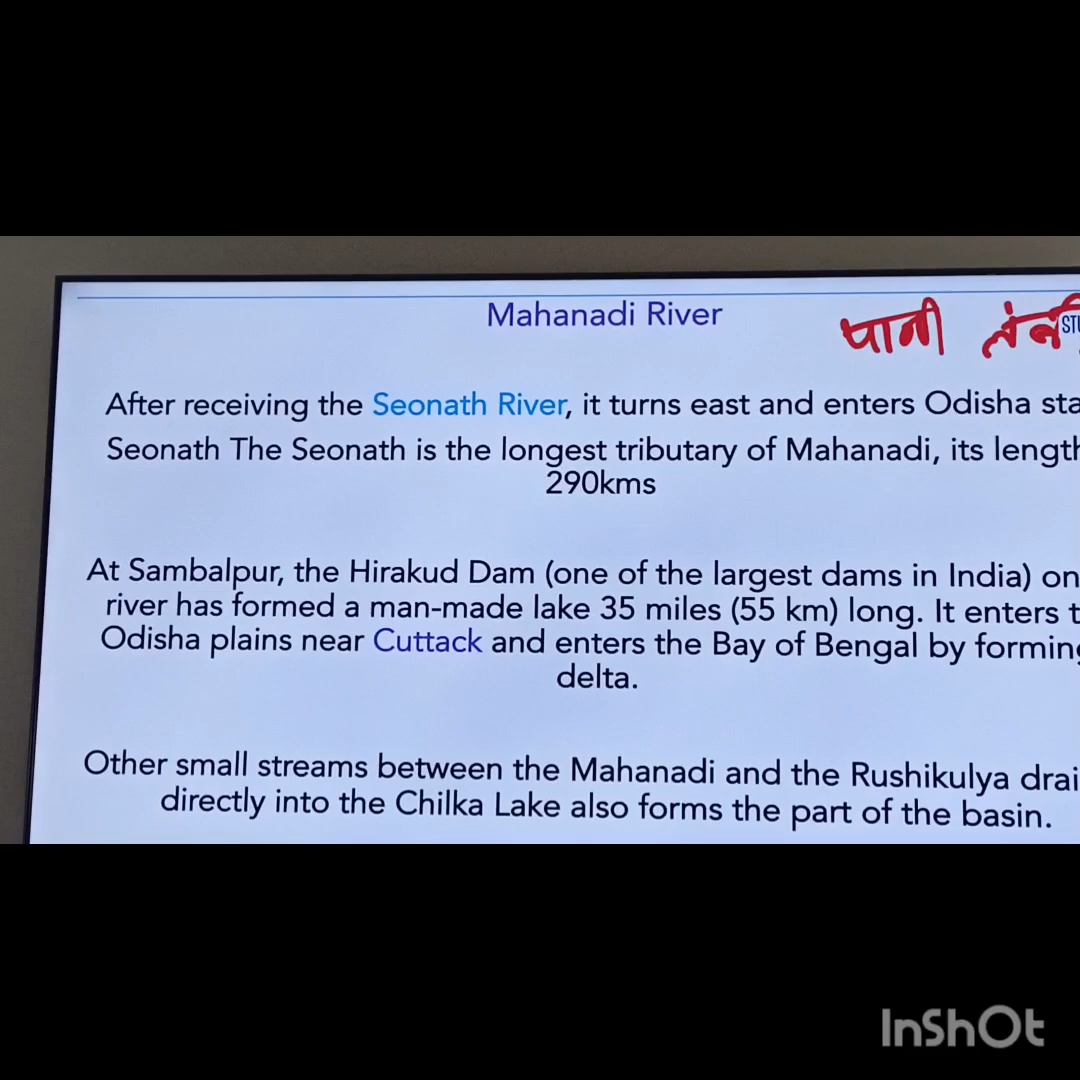 Mahanadi River
पानी
After receiving the Seonath River, it turns east and enters Odisha sta
Seonath The Seonath is the longest tributary of Mahanadi, its length
290kms
At Sambalpur, the Hirakud Dam (one of the largest dams in India) on
river has formed a man-made lake 35 miles (55 km) long. It enters t
Odisha plains near Cuttack and enters the Bay of Bengal by forming
delta.
Other small streams between the Mahanadi and the Rushikulya drai
directly into the Chilka Lake also forms the part of the basin.
InShOt